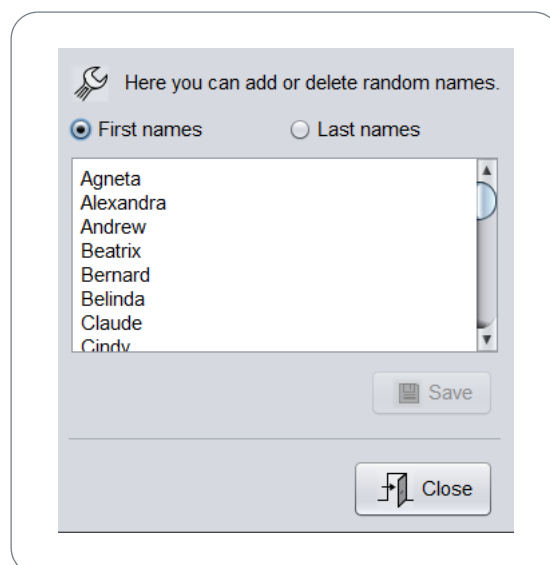 Here you can add or delete random names.
First names Last names
Agneta
Alexandra
Andrew
Beatrix
Bernard
Belinda
Claude
Cindy
Save
Close